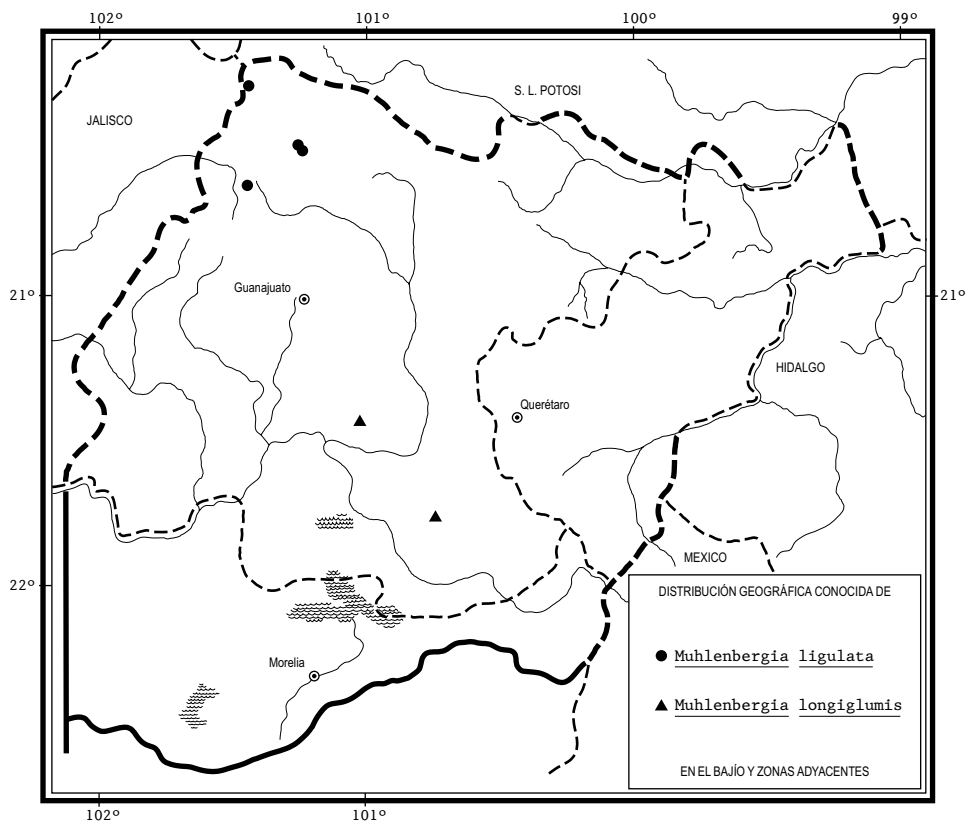 102º 101º 100º 99º
S. L. POTOSI
JALISCO
Guanajuato
21º 21º
HIDALGO
Querétaro
MEXICO
22º
Morelia
DISTRIBUCIÓN GEOGRÁFICA CONOCIDA DE
Muhlenbergia ligulata
Muhlenbergia longiglumis
EN EL BAJÍO Y ZONAS ADYACENTES
102º 101º